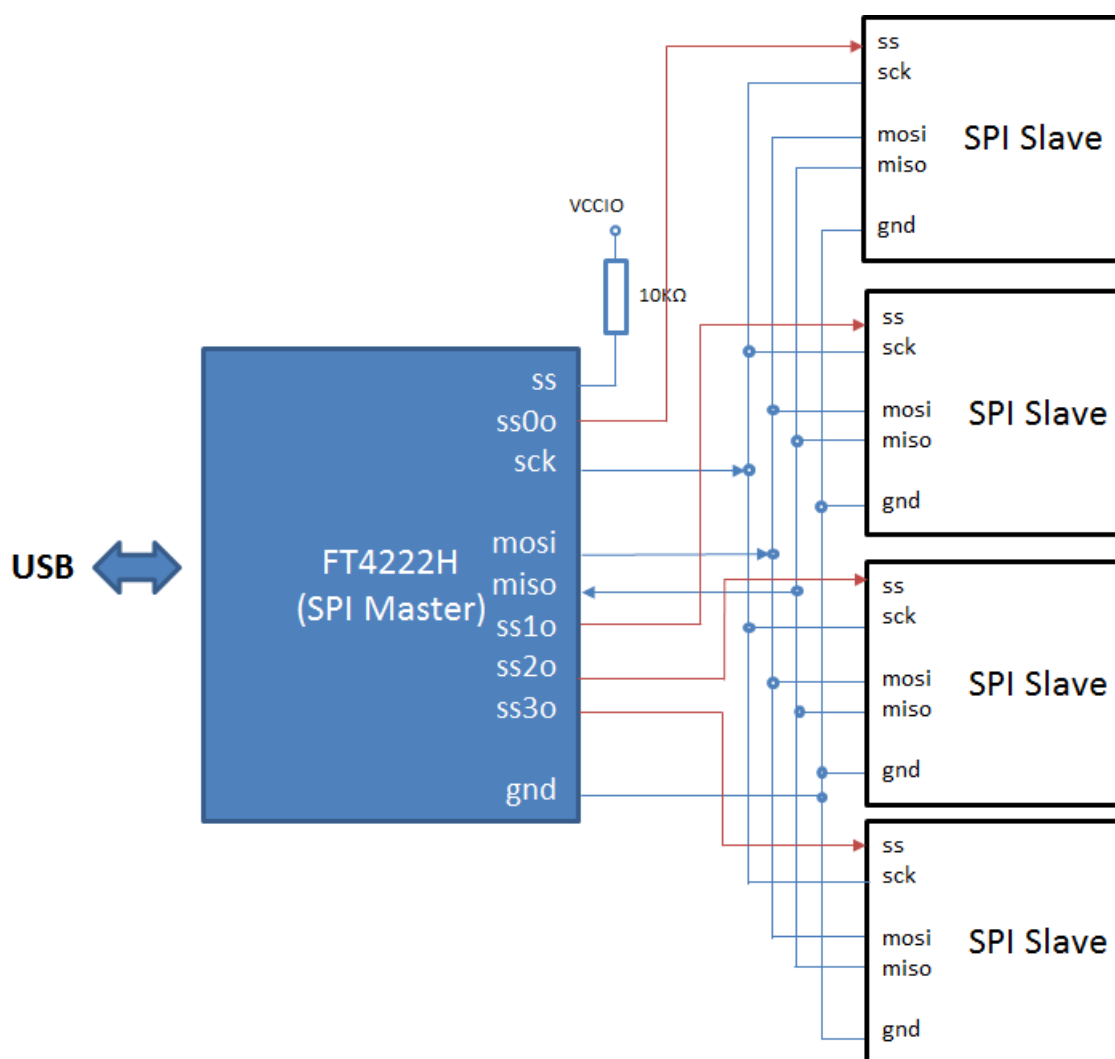 ss
sck
mosi
miso
gnd
SPI Slave
VCCIO
10KΩ
ss
sck
mosi
miso
gnd
SPI Slave
USB
FT4222H
(SPI Master)
ss
ss0o
sck
mosi
miso
ss1o
ss2o
ss3o
gnd
ss
sck
mosi
miso
gnd
SPI Slave
ss
sck
mosi
miso
gnd
SPI Slave